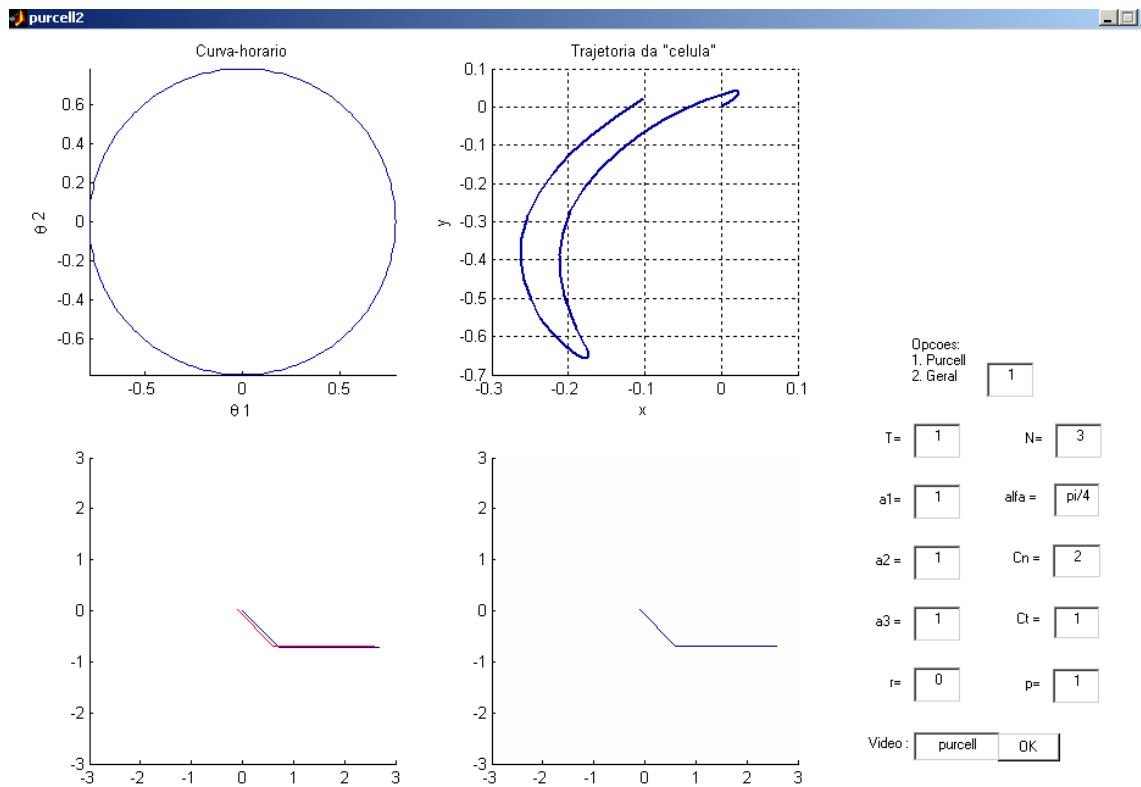 purcell2
Curva-horario
0.6
0.4
0.2
0
-0.2
-0.4
-0.6
θ 2
-0.5 0 0.5
θ 1
Trajetoria da "celula"
0.1
0
-0.1
-0.2
-0.3
-0.4
-0.5
-0.6
-0.7
y
-0.3 -0.2 -0.1 0 0.1
x
Opcoes:
1. Purcell
2. Geral
1
T= 1 N= 3
a1= 1 alfa = pi/4
a2 = 1 Cn = 2
a3 = 1 Ct = 1
r= 0 p= 1
Video : purcell OK
3
2
1
0
-1
-2
-3
-3 -2 -1 0 1 2 3
3
2
1
0
-1
-2
-3
-3 -2 -1 0 1 2 3